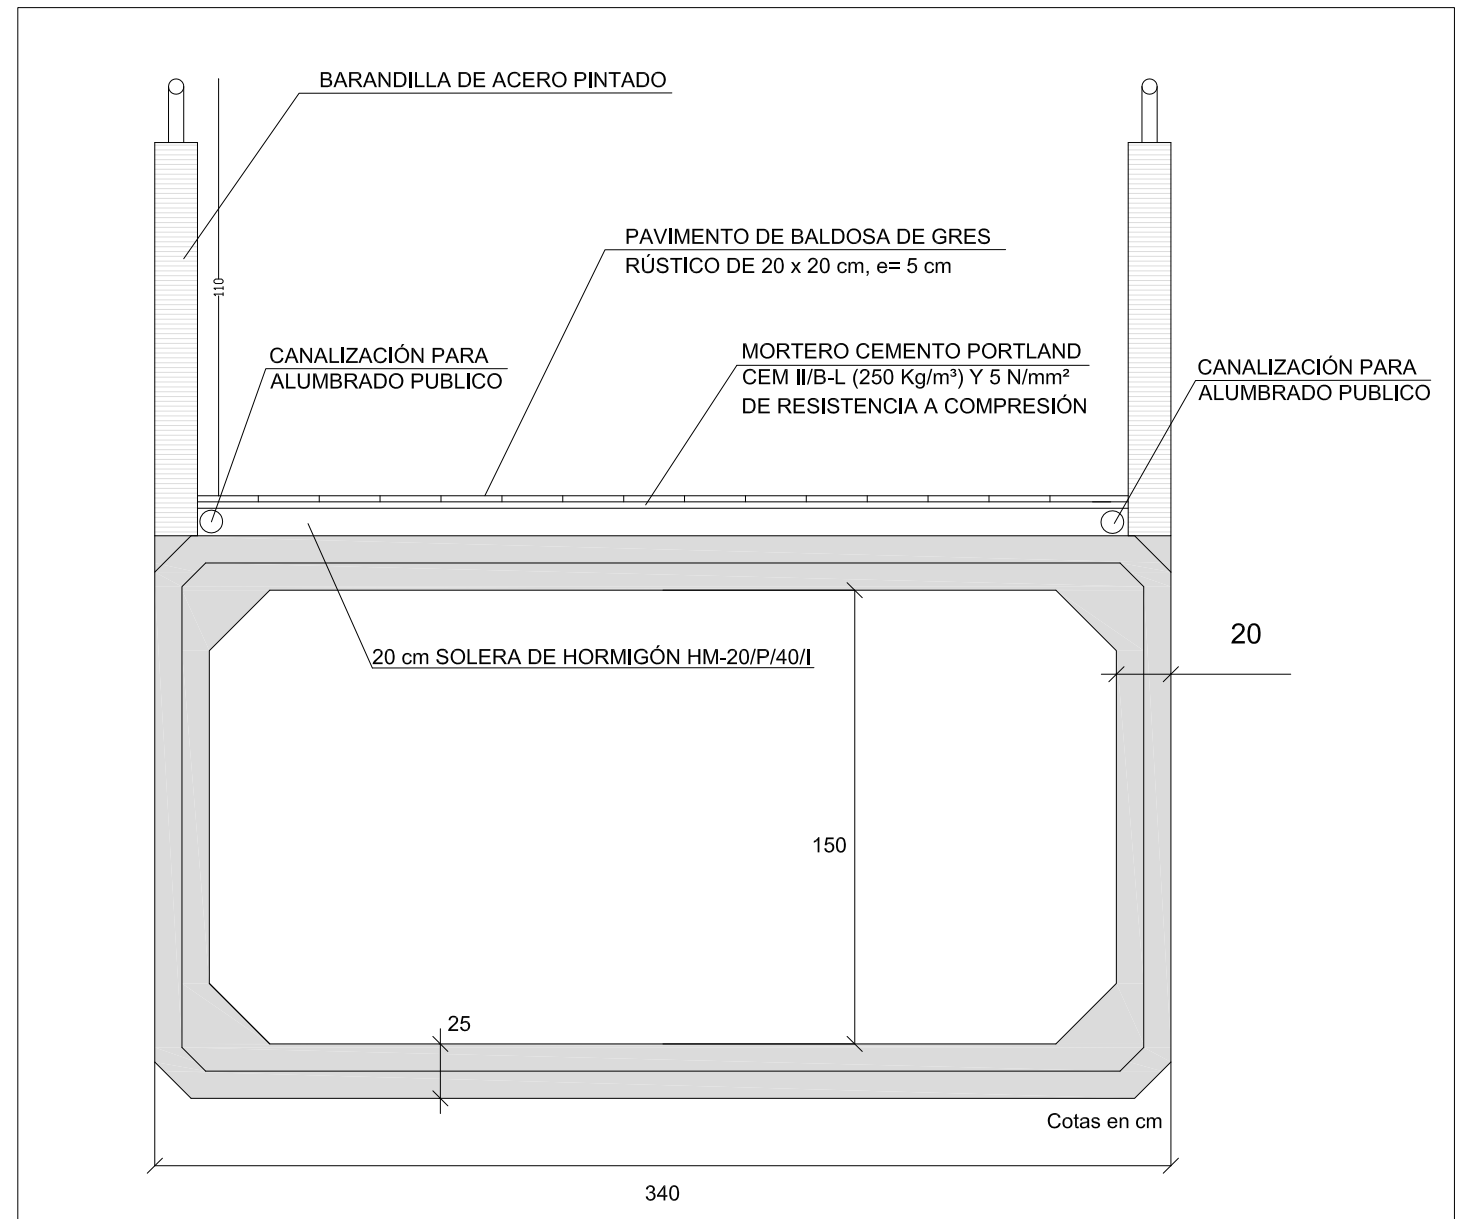 BARANDILLA DE ACERO PINTADO
PAVIMENTO DE BALDOSA DE GRES
RÚSTICO DE 20 x 20 cm, e= 5 cm
110
CANALIZACIÓN PARA
ALUMBRADO PUBLICO
MORTERO CEMENTO PORTLAND
CEM II/B-L (250 Kg/m³) Y 5 N/mm²
DE RESISTENCIA A COMPRESIÓN
CANALIZACIÓN PARA
ALUMBRADO PUBLICO
20
20 cm SOLERA DE HORMIGÓN HM-20/P/40/I
150
25
Cotas en cm
340